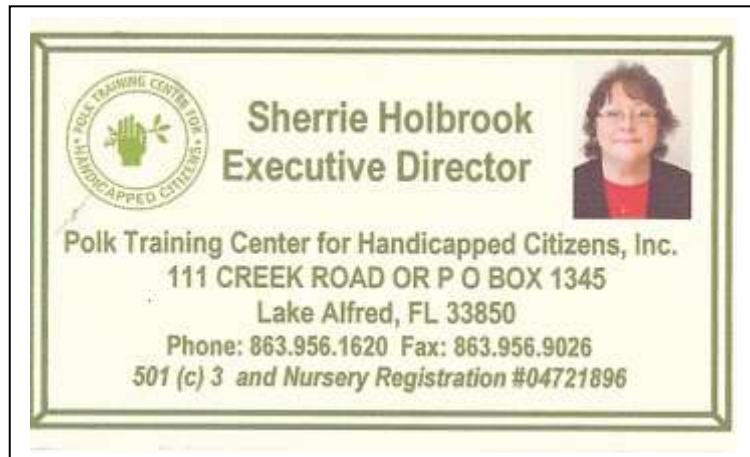 POLK TRAINING CENTER FOR HANDICAPPED CITIZENS
Sherrie Holbrook
Executive Director
Polk Training Center for Handicapped Citizens, Inc.
111 CREEK ROAD OR P O BOX 1345
Lake Alfred, FL 33850
Phone: 863.956.1620 Fax: 863.956.9026
501 (c) 3 and Nursery Registration #04721896